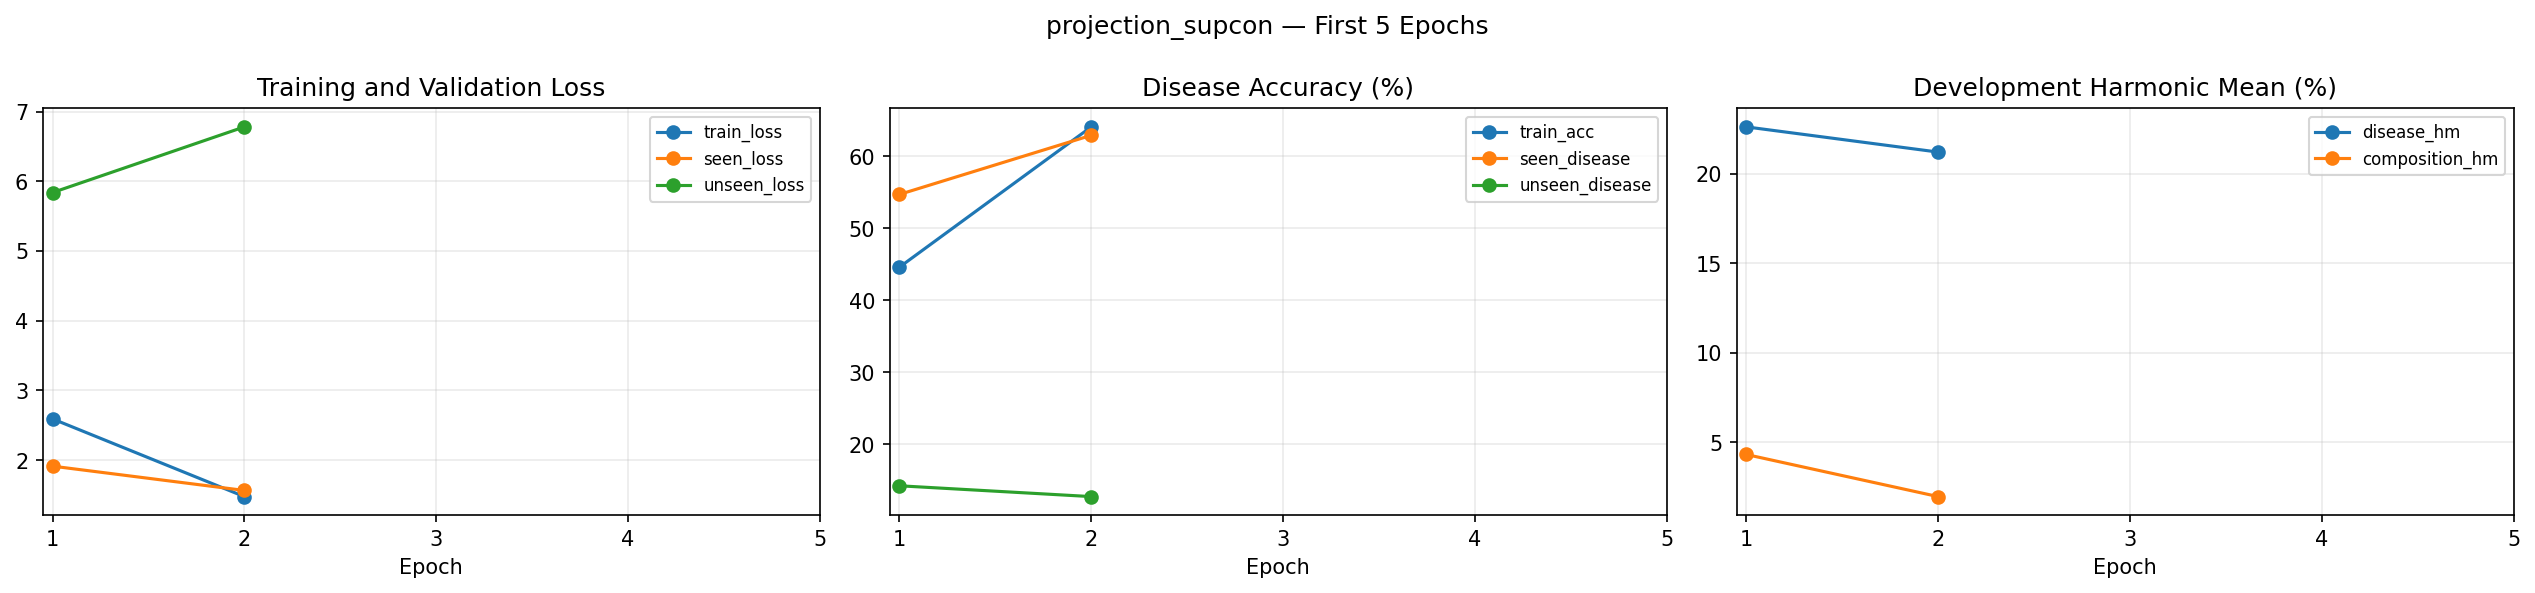 projection_supcon — First 5 Epochs
Training and Validation Loss
7
6
5
4
3
2
train_loss
seen_loss
unseen_loss
1 2 3 4 5
Epoch
Disease Accuracy (%)
60
50
40
30
20
train_acc
seen_disease
unseen_disease
1 2 3 4 5
Epoch
Development Harmonic Mean (%)
20
15
10
5
disease_hm
composition_hm
1 2 3 4 5
Epoch